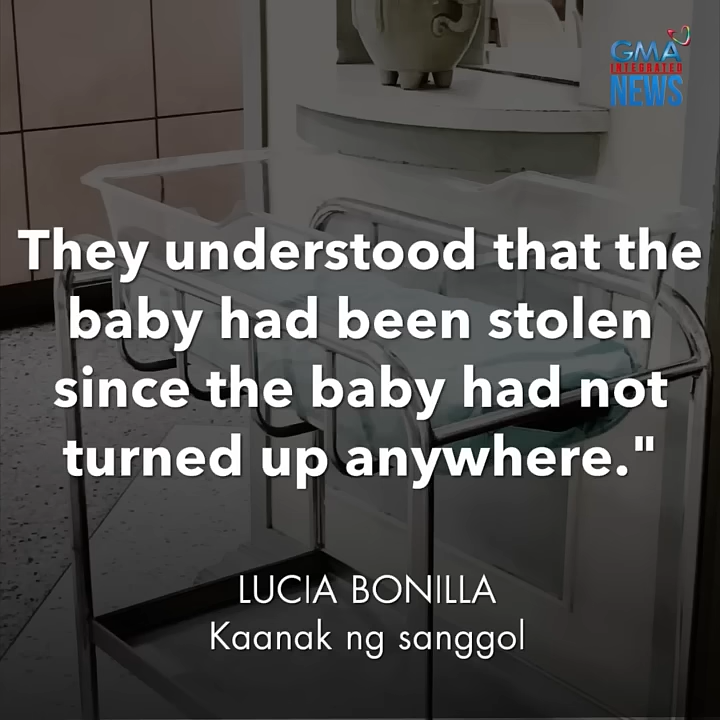 GMA
INTEGRATED
NEWS
They understood that the
baby had been stolen
since the baby had not
turned up anywhere."
LUCIA BONILLA
Kaanak ng sanggol